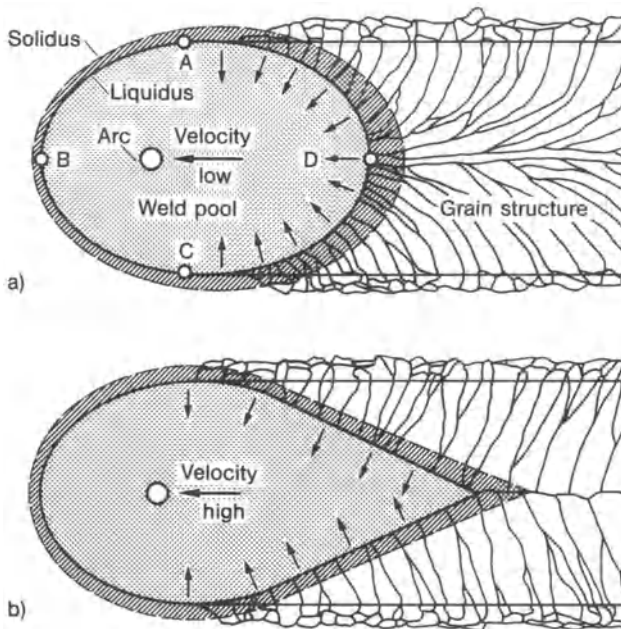 Solidus
A
Liquidus
Arc
Velocity
B
D
low
Weld pool
Grain structure
C
a)
Velocity
high
b)